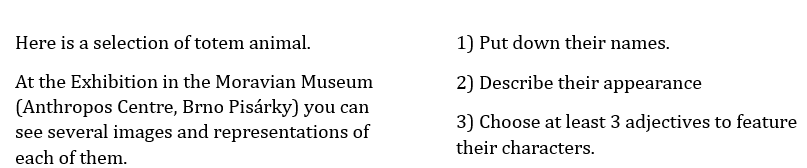 Here is a selection of totem animal.
At the Exhibition in the Moravian Museum
(Anthropos Centre, Brno Pisárky) you can
see several images and representations of
each of them.
1) Put down their names.
2) Describe their appearance
3) Choose at least 3 adjectives to feature
their characters.